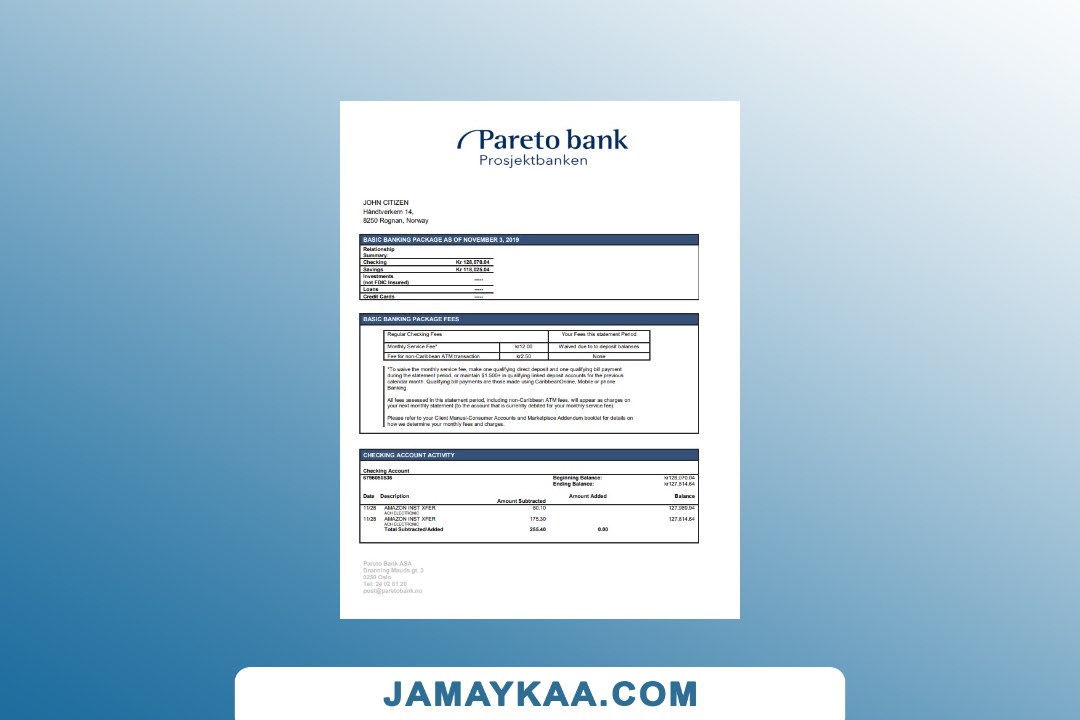 Pareto bank
Prosjektbanken
JOHN CITIZEN
Håndtverkern 14,
8250 Rognan, Norway
BASIC BANKING PACKAGE AS OF NOVEMBER 3, 2019
Relationship
Summary:
Checking Kr 128,070.04
Savings Kr 118,025.04
Investments
(not FDIC Insured) -----
Loans -----
Credit Cards -----
BASIC BANKING PACKAGE FEES
Regular Checking Fees Your Fees this statement Period
Monthly Service Fee* kr12.00 Waived due to to deposit balances
Fee for non-Caribbean ATM transaction kr2.50 None
*To waive the monthly service fee, make one qualifying direct deposit and one qualifying bill payment
during the statement period, or maintain $1,500+ in qualifying linked deposit accounts for the previous
calendar month. Qualifying bill payments are those made using CaribbeanOnline, Mobile or phone
Banking.
All fees assessed in this statement period, including non-Caribbean ATM fees, will appear as charges on
your next monthly statement (to the account that is currently debited for your monthly service fee).
Please refer to your Client Manual-Consumer Accounts and Marketplace Addendum booklet for details on
how we determine your monthly fees and charges.
CHECKING ACCOUNT ACTIVITY
Checking Account
Beginning Balance: kr128,070.04
Ending Balance: kr127,814.64
Date Description Amount Subtracted Amount Added Balance
11/28 AMAZON INST XFER 80.10 127,989.94
ACH ELECTRONIC
11/28 AMAZON INST XFER 175.30 127,814.64
ACH ELECTRONIC
Total Subtracted/Added 255.40 0.00
Pareto Bank ASA
Dronning Mauds gt. 3
0250 Oslo
Tel: 24 02 81 20
post@paretobank.no
JAMAYKAA.COM